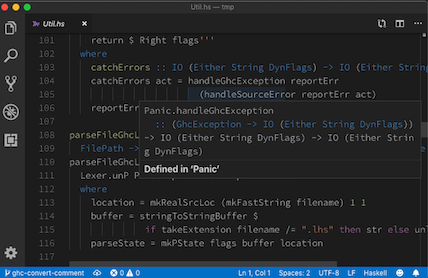 Util.hs — tmp
Util.hs
101 return $ Right flags'''
102 where
103 catchErrors :: IO (Either String DynFlags) -> IO (Either String
104 catchErrors act = handleGhcException reportErr
105 (handleSourceError reportErr act)
106 reportErr
Panic.handleGhcException
:: (GhcException -> IO (Either String DynFlags))
-> IO (Either String DynFlags) -> IO (Either Strin
g DynFlags)
Defined in ‘Panic’
107
108 parseFileGhcL
109 FilePath ->
110 parseFileGhcL
111 Lexer.unP P
112 where
113 location = mkRealSrcLoc (mkFastString filename) 1 1
114 buffer = stringToStringBuffer $
115 if takeExtension filename /= ".lhs" then str else unl
116 parseState = mkPState flags buffer location
117
ghc-convert-comment 0 0 Ln 1, Col 1 Spaces: 2 UTF-8 LF Haskell